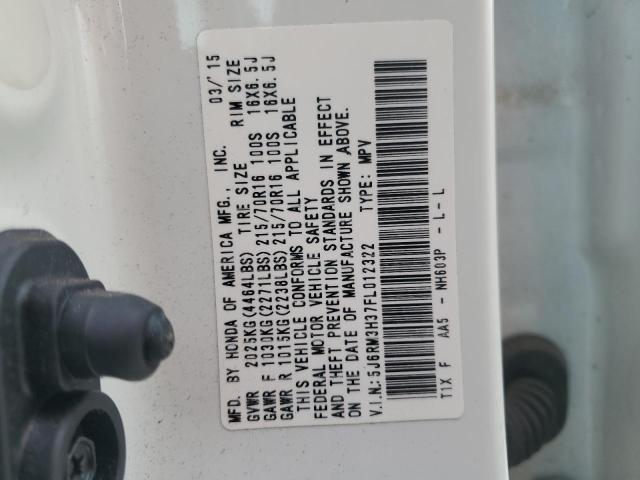 MFD. BY HONDA OF AMERICA MFG., INC. 03/'15
GVWR 2025KG(4464LBS) TIRE SIZE RIM SIZE
GAWR F 1030KG(2271LBS) 215/70R16 100S 16X6.5J
GAWR R 1015KG(2238LBS) 215/70R16 100S 16X6.5J
THIS VEHICLE CONFORMS TO ALL APPLICABLE
FEDERAL MOTOR VEHICLE SAFETY
AND THEFT PREVENTION STANDARDS IN EFFECT
ON THE DATE OF MANUFACTURE SHOWN ABOVE.
V.I.N.:5J6RM3H37FL012322 TYPE: MPV
T1X F AA5 - NH603P - L- L